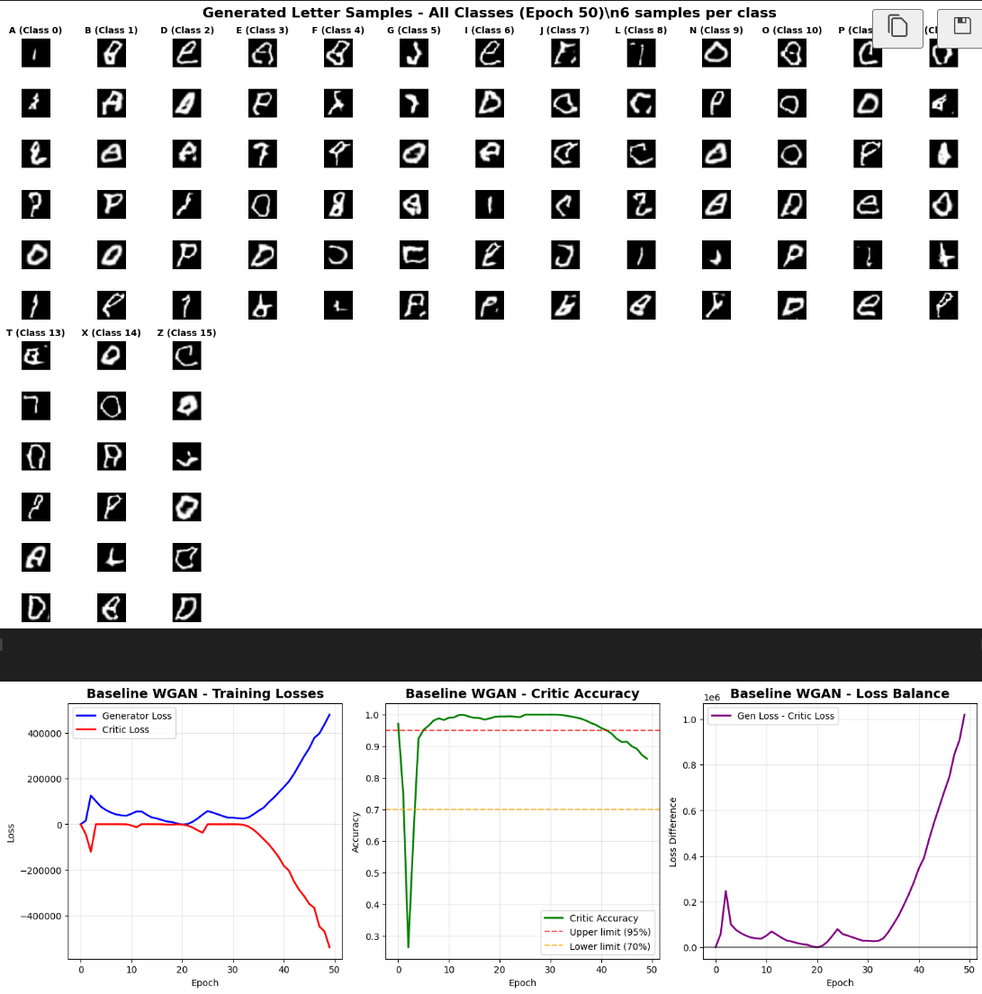 Generated Letter Samples - All Classes (Epoch 50)\n6 samples per class
A (Class 0) B (Class 1) D (Class 2) E (Class 3) F (Class 4) G (Class 5) I (Class 6) J (Class 7) L (Class 8) N (Class 9) O (Class 10) P
T (Class 13) X (Class 14) Z (Class 15)
Baseline WGAN - Training Losses
Generator Loss
Critic Loss
400000
200000
0
−200000
−400000
Loss
0 10 20 30 40 50
Epoch
Baseline WGAN - Critic Accuracy
1.0
0.9
0.8
0.7
0.6
0.5
0.4
0.3
Accuracy
Critic Accuracy
Upper limit (95%)
Lower limit (70%)
0 10 20 30 40 50
Epoch
Baseline WGAN - Loss Balance
1e6
Gen Loss - Critic Loss
1.0
0.8
0.6
0.4
0.2
0.0
Loss Difference
0 10 20 30 40 50
Epoch